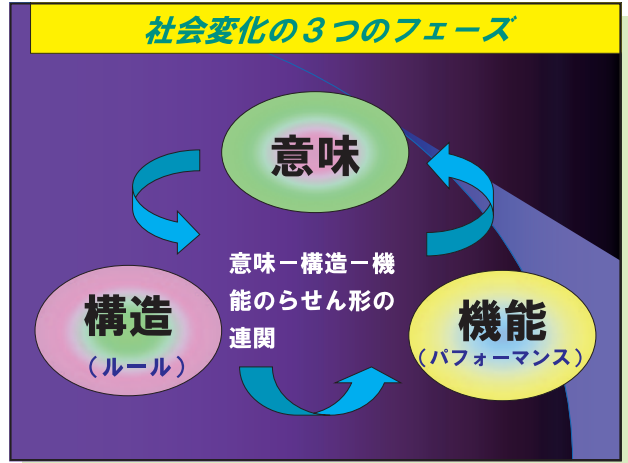 社会変化の３つのフェーズ
意味
意味－構造－機
能のらせん形の
連関
構造
（ルール）
機能
（パフォーマンス）